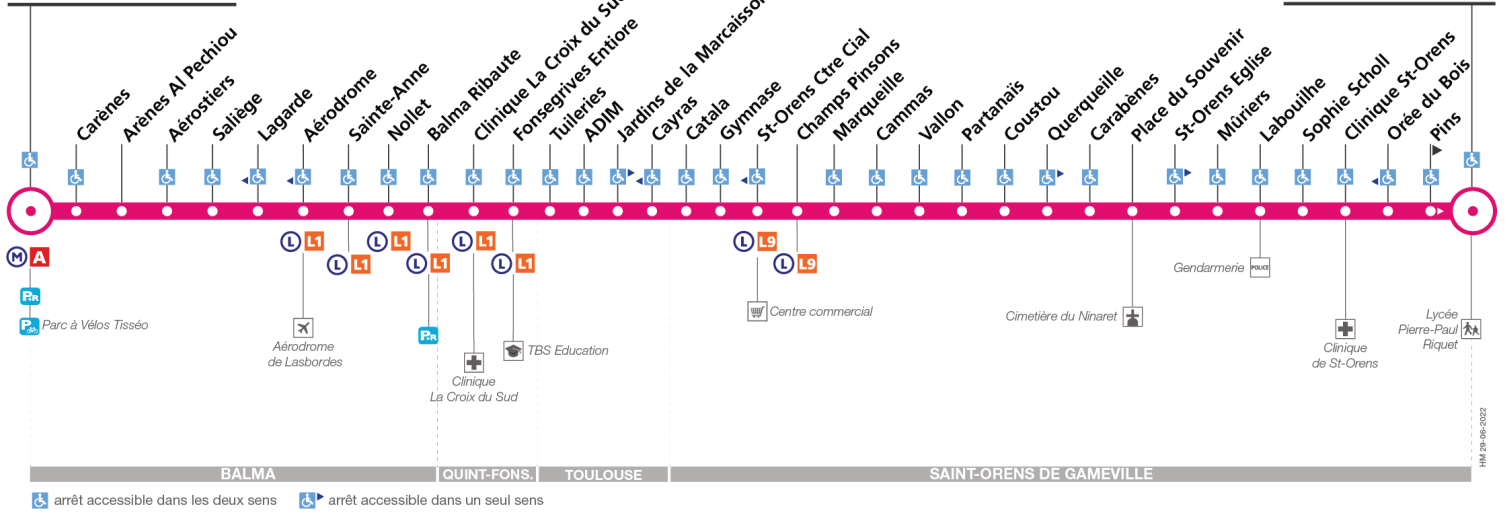 Carènes
Arènes Al Pechiou
Aérostiers
Saliège
Lagarde
Aérodrome
Sainte-Anne
Nollet
Balma Ribaute
Clinique La Croix du Sud
Fonsegrives Entiore
Tuileries
ADIM
Jardins de la Marcaisson
Cayras
Catala
Gymnase
St-Orens Ctre Cial
Champs Pinsons
Marqueille
Cammas
Vallon
Partanaïs
Coustou
Querqueille
Carabènes
Place du Souvenir
St-Orens Eglise
Mûriers
Labouilhe
Sophie Scholl
Clinique St-Orens
Orée du Bois
Pins
M A
P+R
P
Parc à Vélos Tisséo
L L1
Aérodrome
de Lasbordes
L L1
L L1
L L1
P+R
L L1
Clinique
La Croix du Sud
L L1
TBS Education
L L9
Centre commercial
L L9
Cimetière du Ninaret
Gendarmerie
POLICE
Clinique
de St-Orens
Lycée
Pierre-Paul
Riquet
HM 29-06-2022
BALMA
QUINT-FONS.
TOULOUSE
SAINT-ORENS DE GAMEVILLE
arrêt accessible dans les deux sens
arrêt accessible dans un seul sens